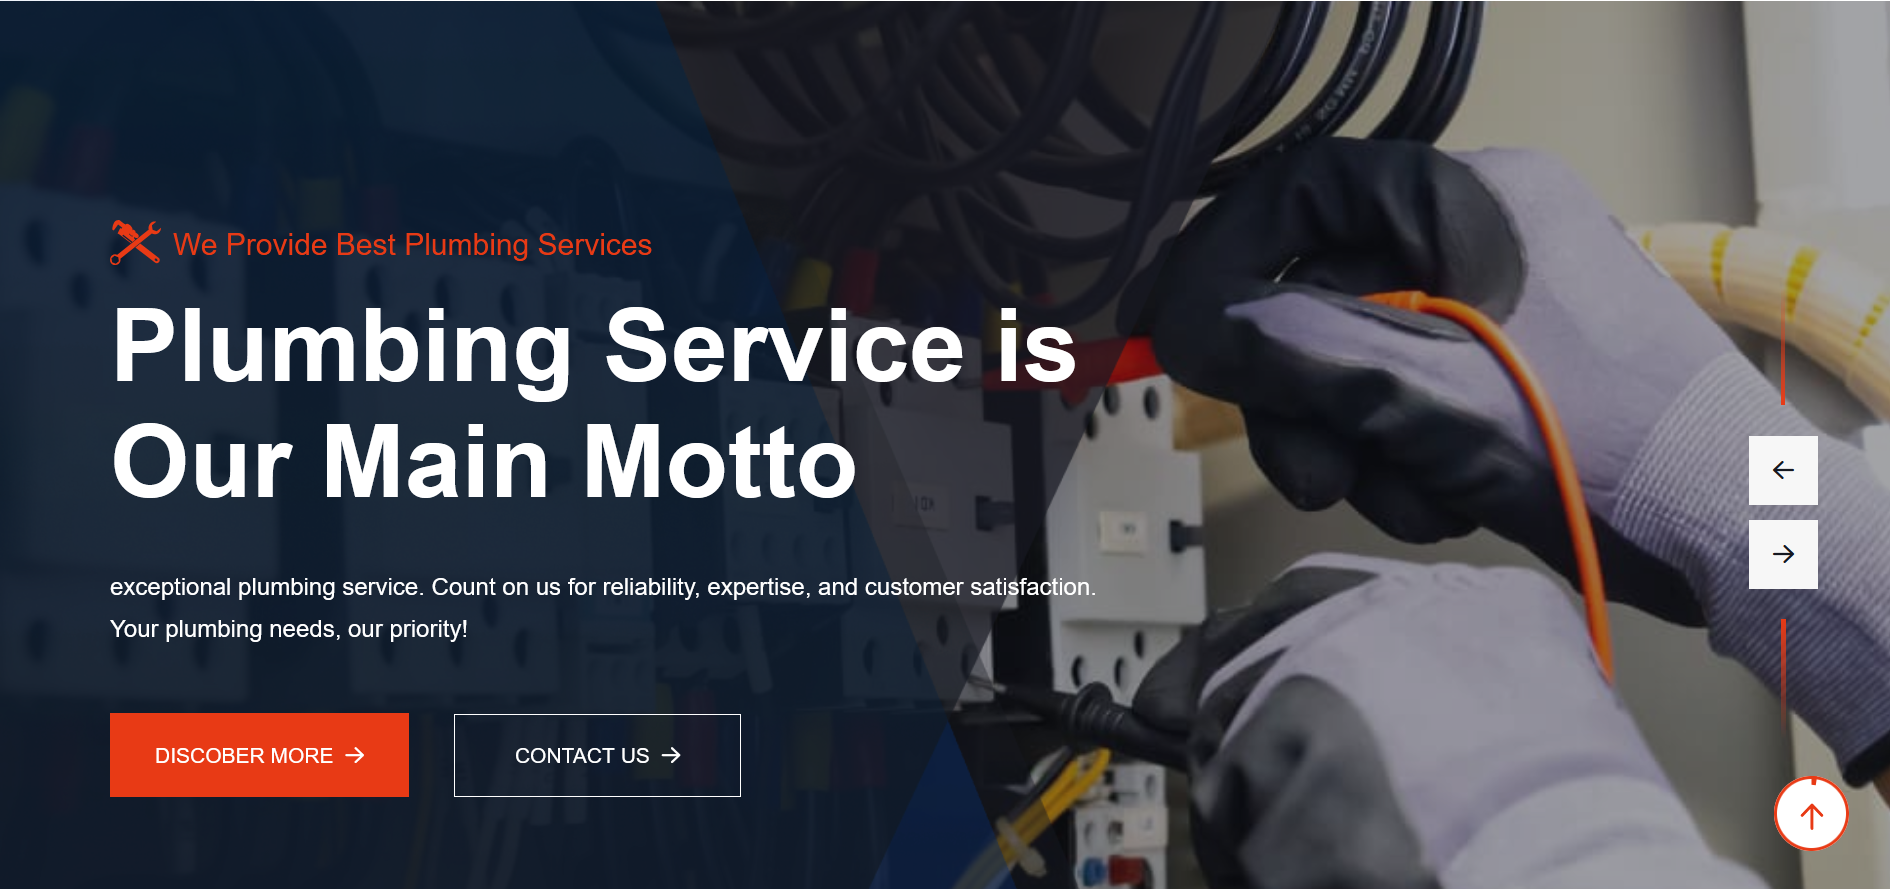 We Provide Best Plumbing Services
Plumbing Service is
Our Main Motto
exceptional plumbing service. Count on us for reliability, expertise, and customer satisfaction.
Your plumbing needs, our priority!
DISCOBER MORE
CONTACT US